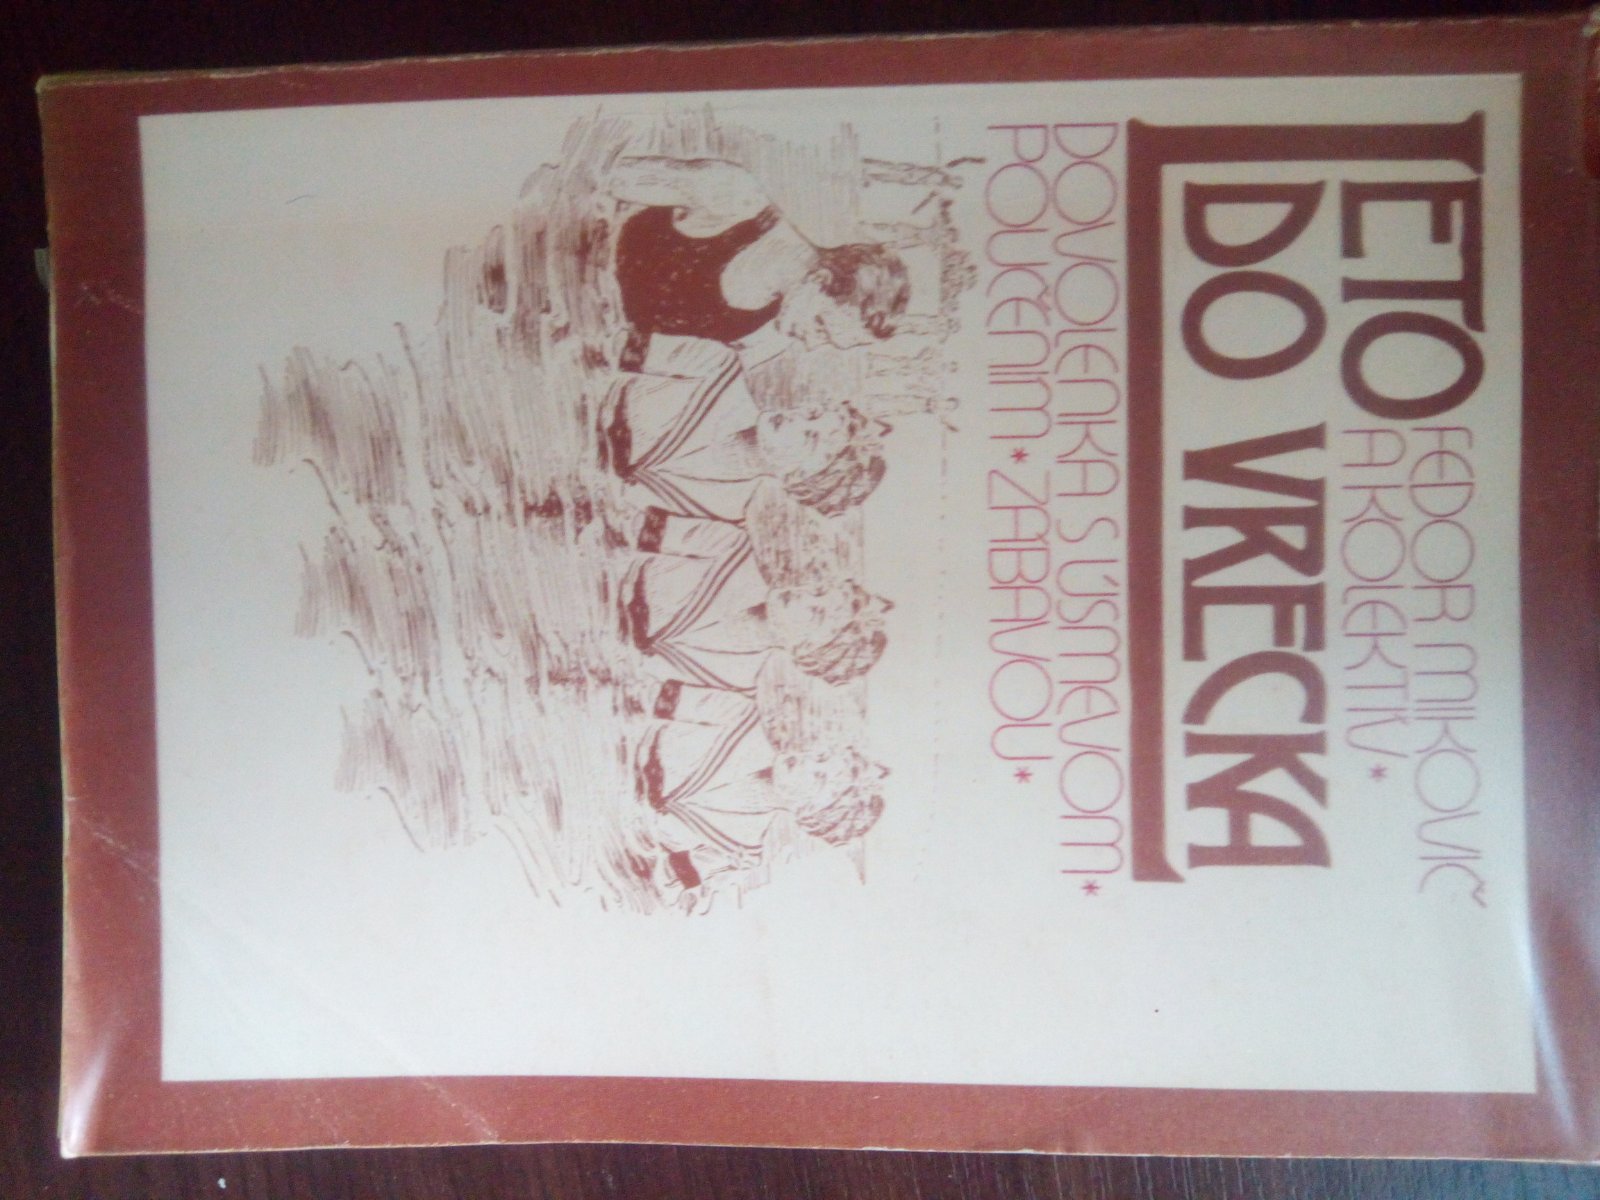 FEDOR MIKOVIČ
A KOLEKTÍV *
LETO
DO VRECKA
DOVOLENKA S ÚSMEVOM *
POUČENÍM * ZÁBAVOU *